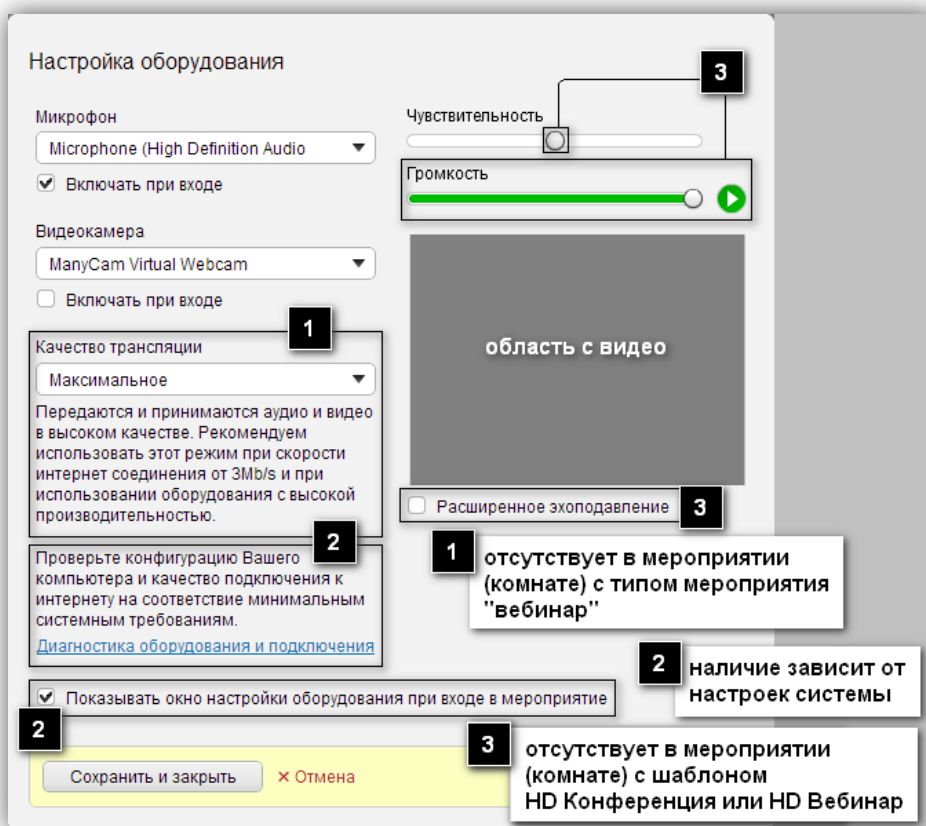 Настройка оборудования
3
Микрофон
Microphone (High Definition Audio
Включать при входе
Чувствительность
Громкость
Видеокамера
ManyCam Virtual Webcam
Включать при входе
1
Качество трансляции
Максимальное
Передаются и принимаются аудио и видео
в высоком качестве. Рекомендуем
использовать этот режим при скорости
интернет соединения от 3Mb/s и при
использовании оборудования с высокой
производительностью.
область с видео
Расширенное эхоподавление
3
2
Проверьте конфигурацию Вашего
компьютера и качество подключения к
интернету на соответствие минимальным
системным требованиям.
Диагностика оборудования и подключения
1
отсутствует в мероприятии
(комнате) с типом мероприятия
"вебинар"
2
наличие зависит от
настроек системы
Показывать окно настройки оборудования при входе в мероприятие
2
Сохранить и закрыть
× Отмена
3
отсутствует в мероприятии
(комнате) с шаблоном
HD Конференция или HD Вебинар